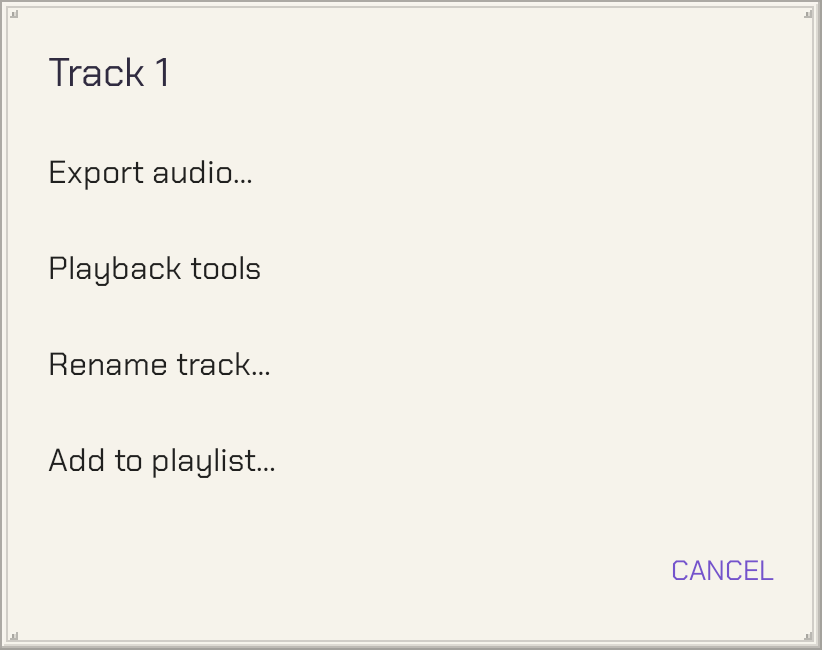 Track 1
Export audio...
Playback tools
Rename track...
Add to playlist...
CANCEL